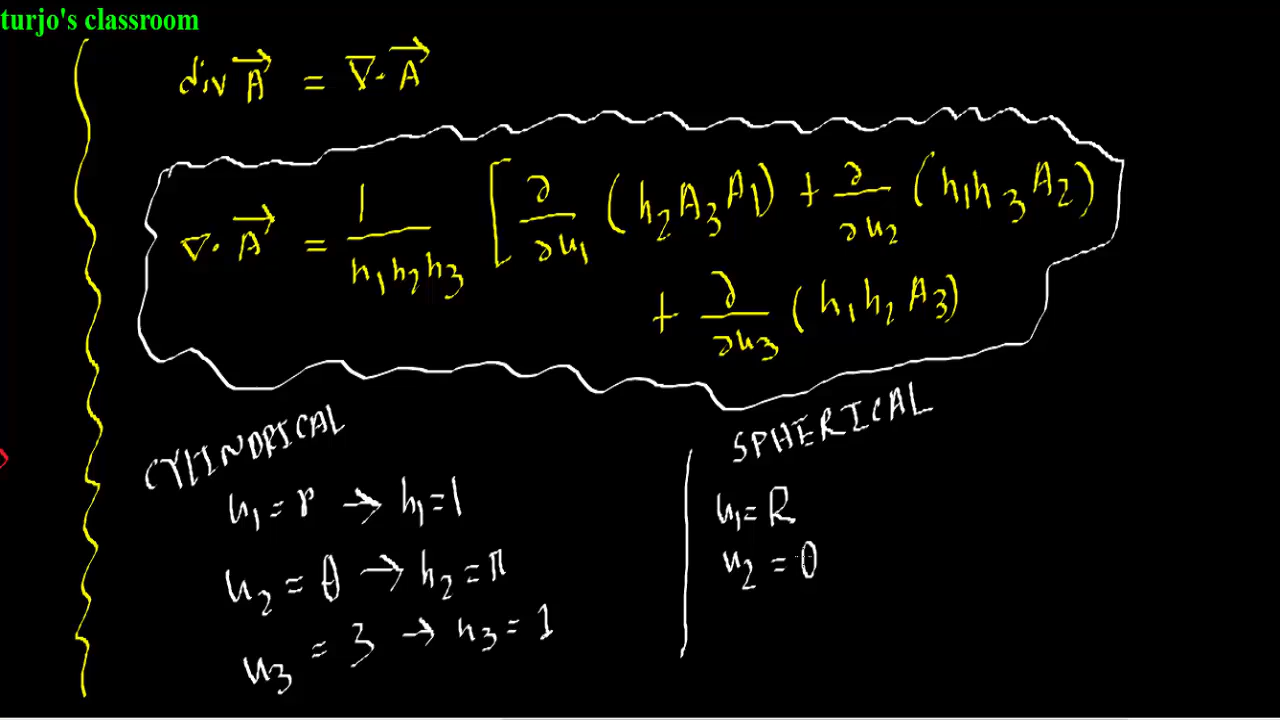 turjo's classroom
div A⃗ = ∇·A⃗
∇·A⃗ = 1/(h₁h₂h₃) [ ∂/∂u₁ (h₂A₃A₁) + ∂/∂u₂ (h₁h₃A₂)
+ ∂/∂u₃ (h₁h₂A₃)
CYLINDRICAL
u₁ = r → h₁ = 1
u₂ = θ → h₂ = π
u₃ = 3 → h₃ = 1
SPHERICAL
u₁ = R
u₂ = θ